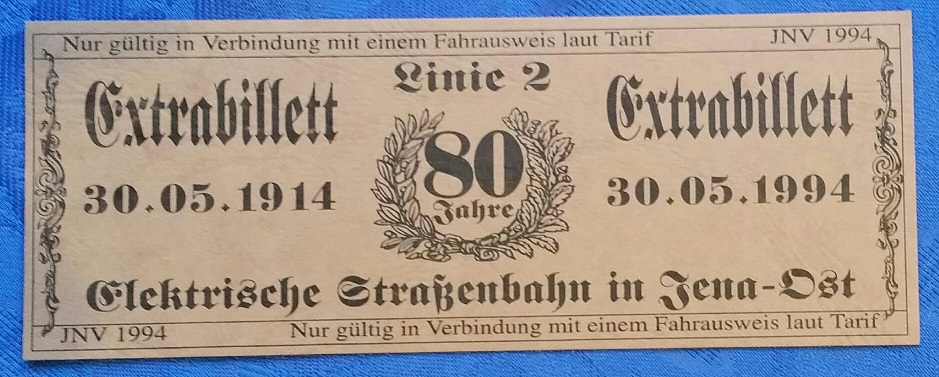 Nur gültig in Verbindung mit einem Fahrausweis laut Tarif JNV 1994
Linie 2
Extrabillett Extrabillett
80
Jahre
30.05.1914 30.05.1994
Elektrische Straßenbahn in Jena-Ost
JNV 1994 Nur gültig in Verbindung mit einem Fahrausweis laut Tarif